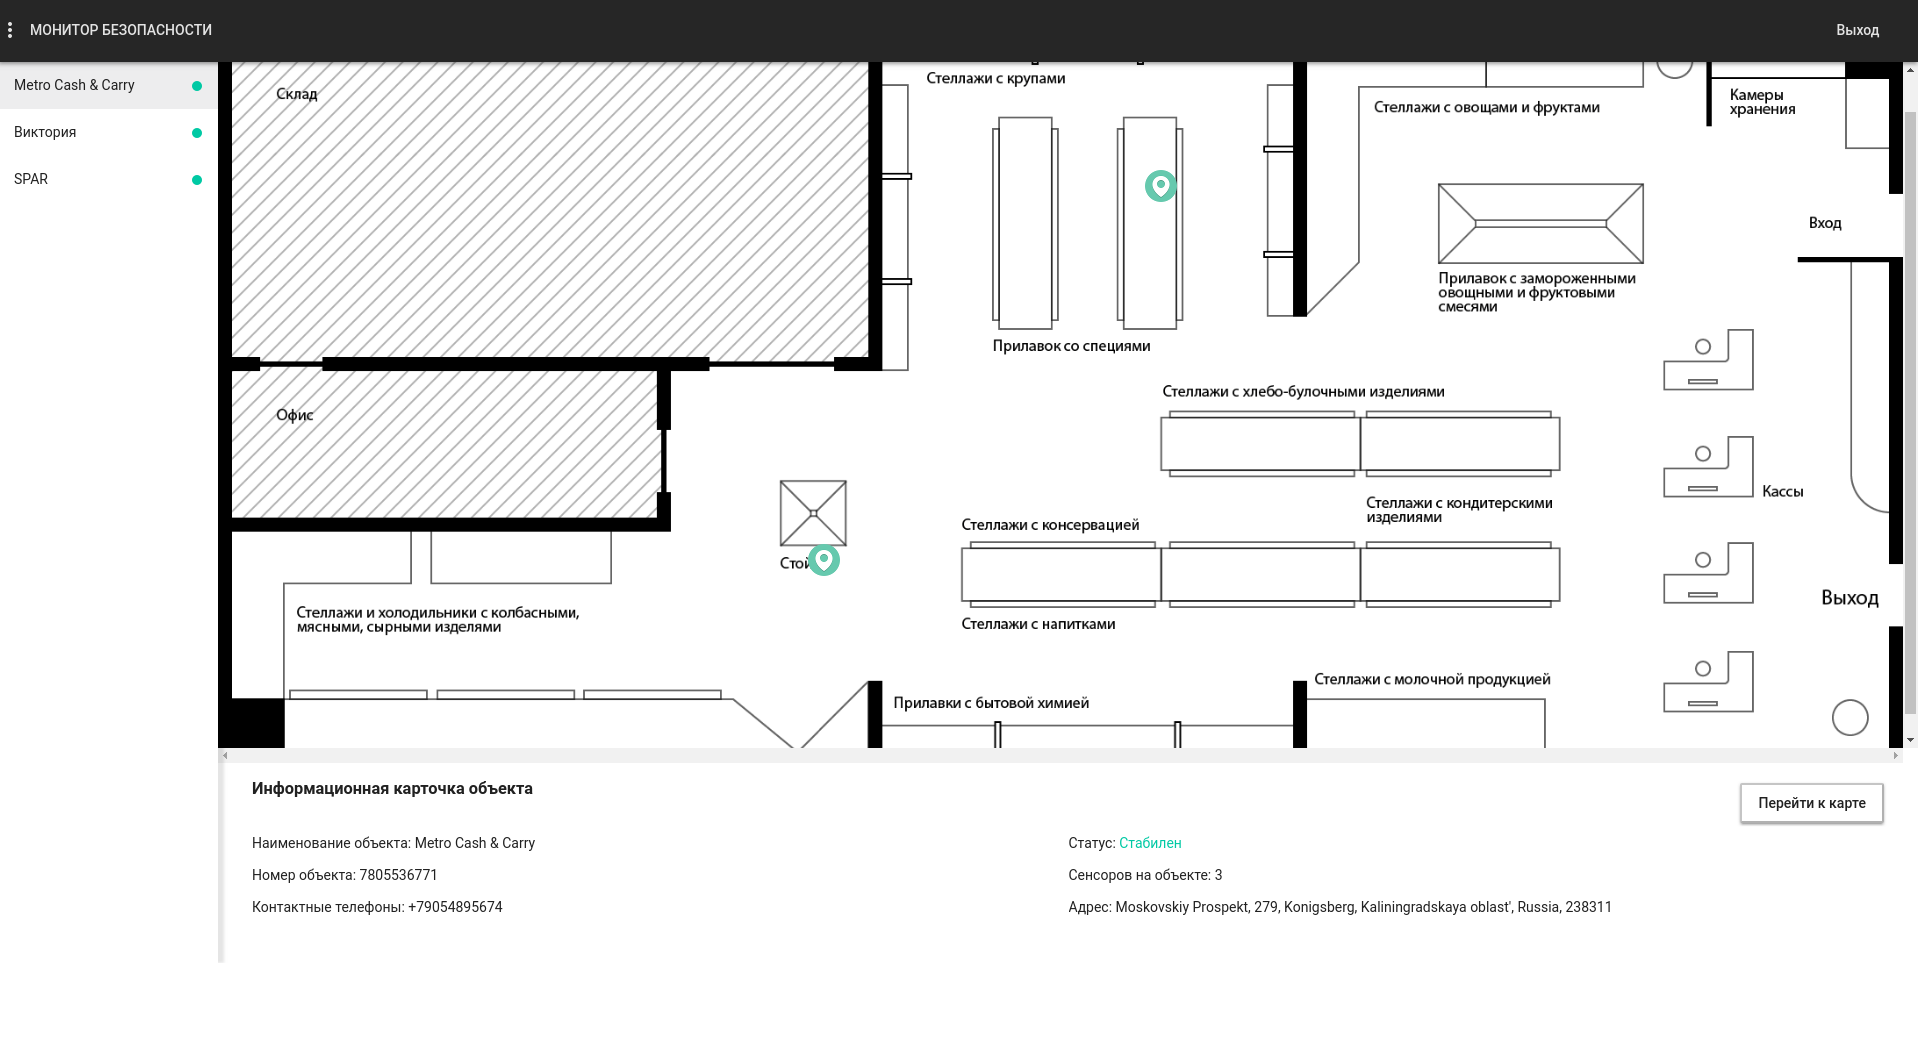 МОНИТОР БЕЗОПАСНОСТИ
Выход
Metro Cash & Carry
Виктория
SPAR
Склад
Стеллажи с крупами
Стеллажи с овощами и фруктами
Камеры
хранения
Вход
Прилавок с замороженными
овощными и фруктовыми
смесями
Прилавок со специями
Стеллажи с хлебо-булочными изделиями
Офис
Кассы
Стеллажи с кондитерскими
изделиями
Стеллажи с консервацией
Выход
Стеллажи и холодильники с колбасными,
мясными, сырными изделями
Стеллажи с напитками
Стеллажи с молочной продукцией
Прилавки с бытовой химией
Информационная карточка объекта
Перейти к карте
Наименование объекта: Metro Cash & Carry
Статус: Стабилен
Номер объекта: 7805536771
Сенсоров на объекте: 3
Контактные телефоны: +79054895674
Адрес: Moskovskiy Prospekt, 279, Konigsberg, Kaliningradskaya oblast', Russia, 238311